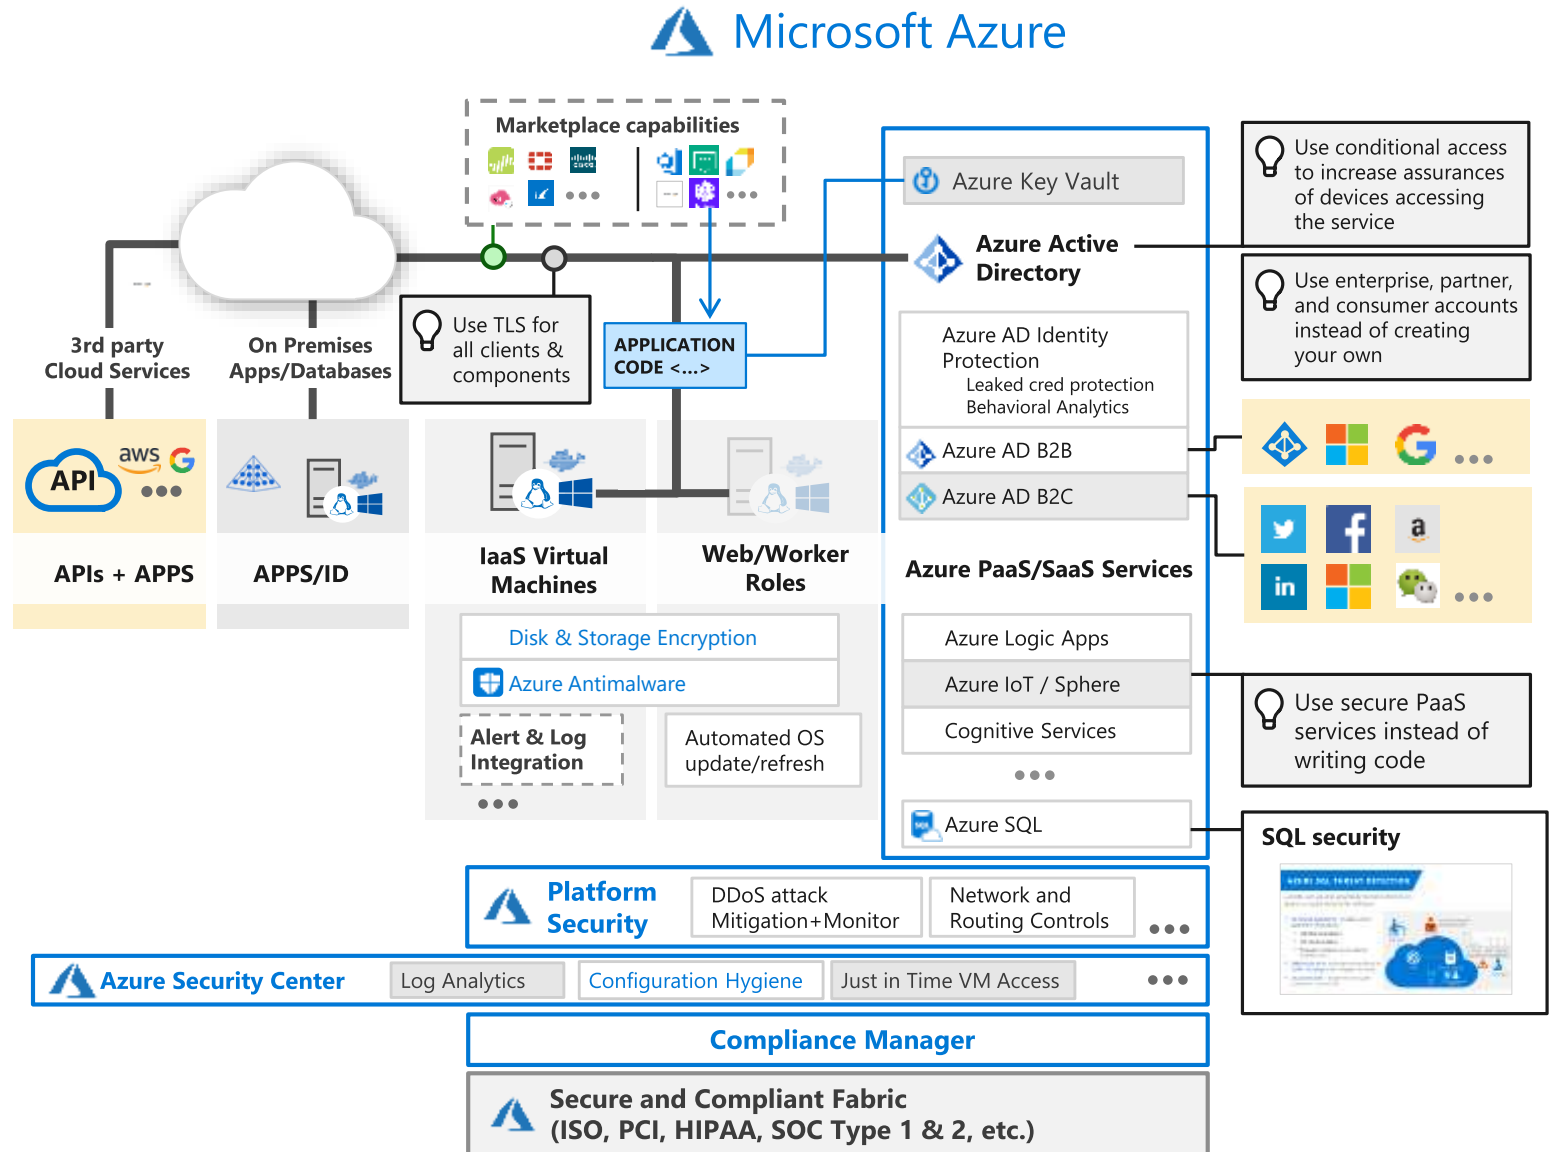 Microsoft Azure
Marketplace capabilities
cisco
Azure Key Vault
Azure Active
Directory
Use conditional access
to increase assurances
of devices accessing
the service
Use enterprise, partner,
and consumer accounts
instead of creating
your own
3rd party
Cloud Services
On Premises
Apps/Databases
Use TLS for
all clients &
components
APPLICATION
CODE <...>
Azure AD Identity
Protection
Leaked cred protection
Behavioral Analytics
Azure AD B2B
Azure AD B2C
API
aws
G
G
f
a
in
APIs + APPS
APPS/ID
IaaS Virtual
Machines
Web/Worker
Roles
Azure PaaS/SaaS Services
Disk & Storage Encryption
Azure Antimalware
Alert & Log
Integration
Automated OS
update/refresh
Azure Logic Apps
Azure IoT / Sphere
Cognitive Services
SQL
Azure SQL
Use secure PaaS
services instead of
writing code
SQL security
AZURE SQL THREAT DETECTION
Platform
Security
DDoS attack
Mitigation+Monitor
Network and
Routing Controls
Azure Security Center
Log Analytics
Configuration Hygiene
Just in Time VM Access
Compliance Manager
Secure and Compliant Fabric
(ISO, PCI, HIPAA, SOC Type 1 & 2, etc.)